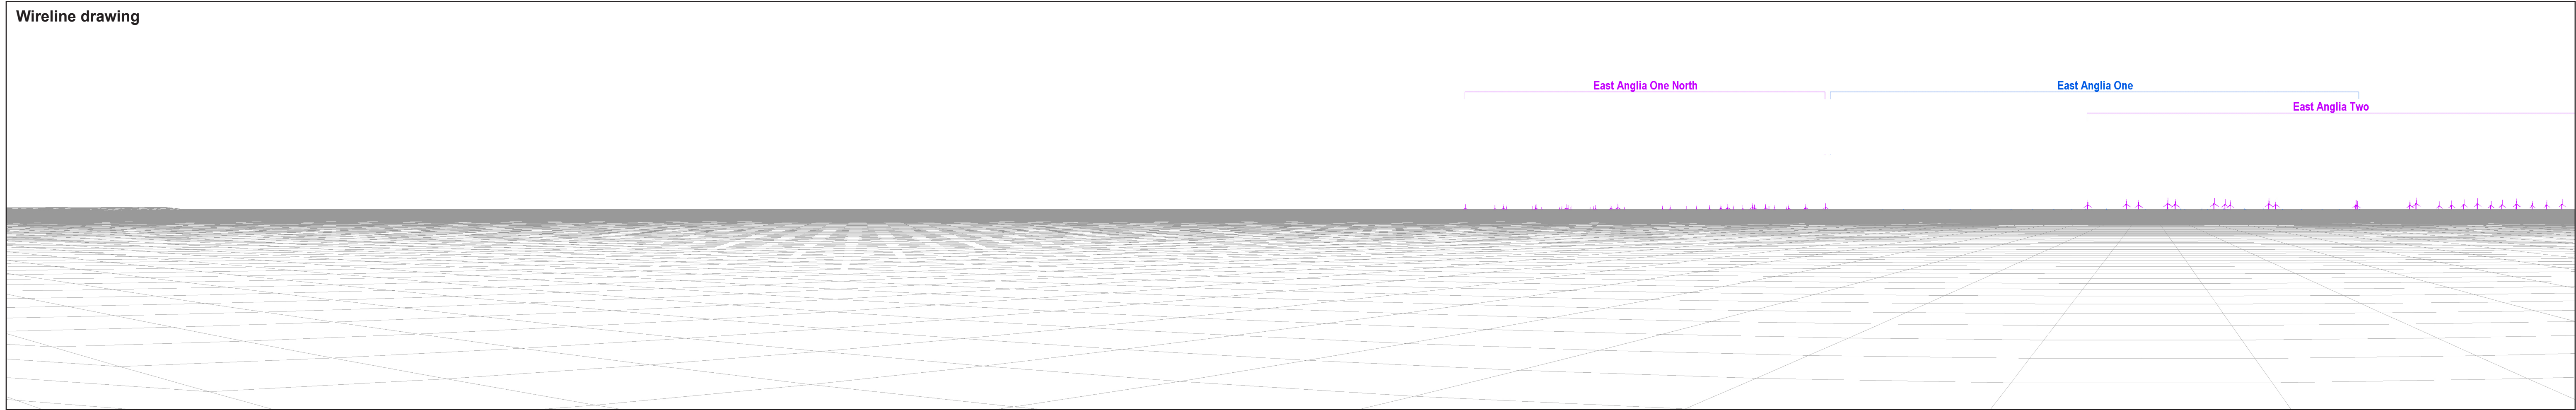 Wireline drawing
East Anglia One North
East Anglia One
East Anglia Two